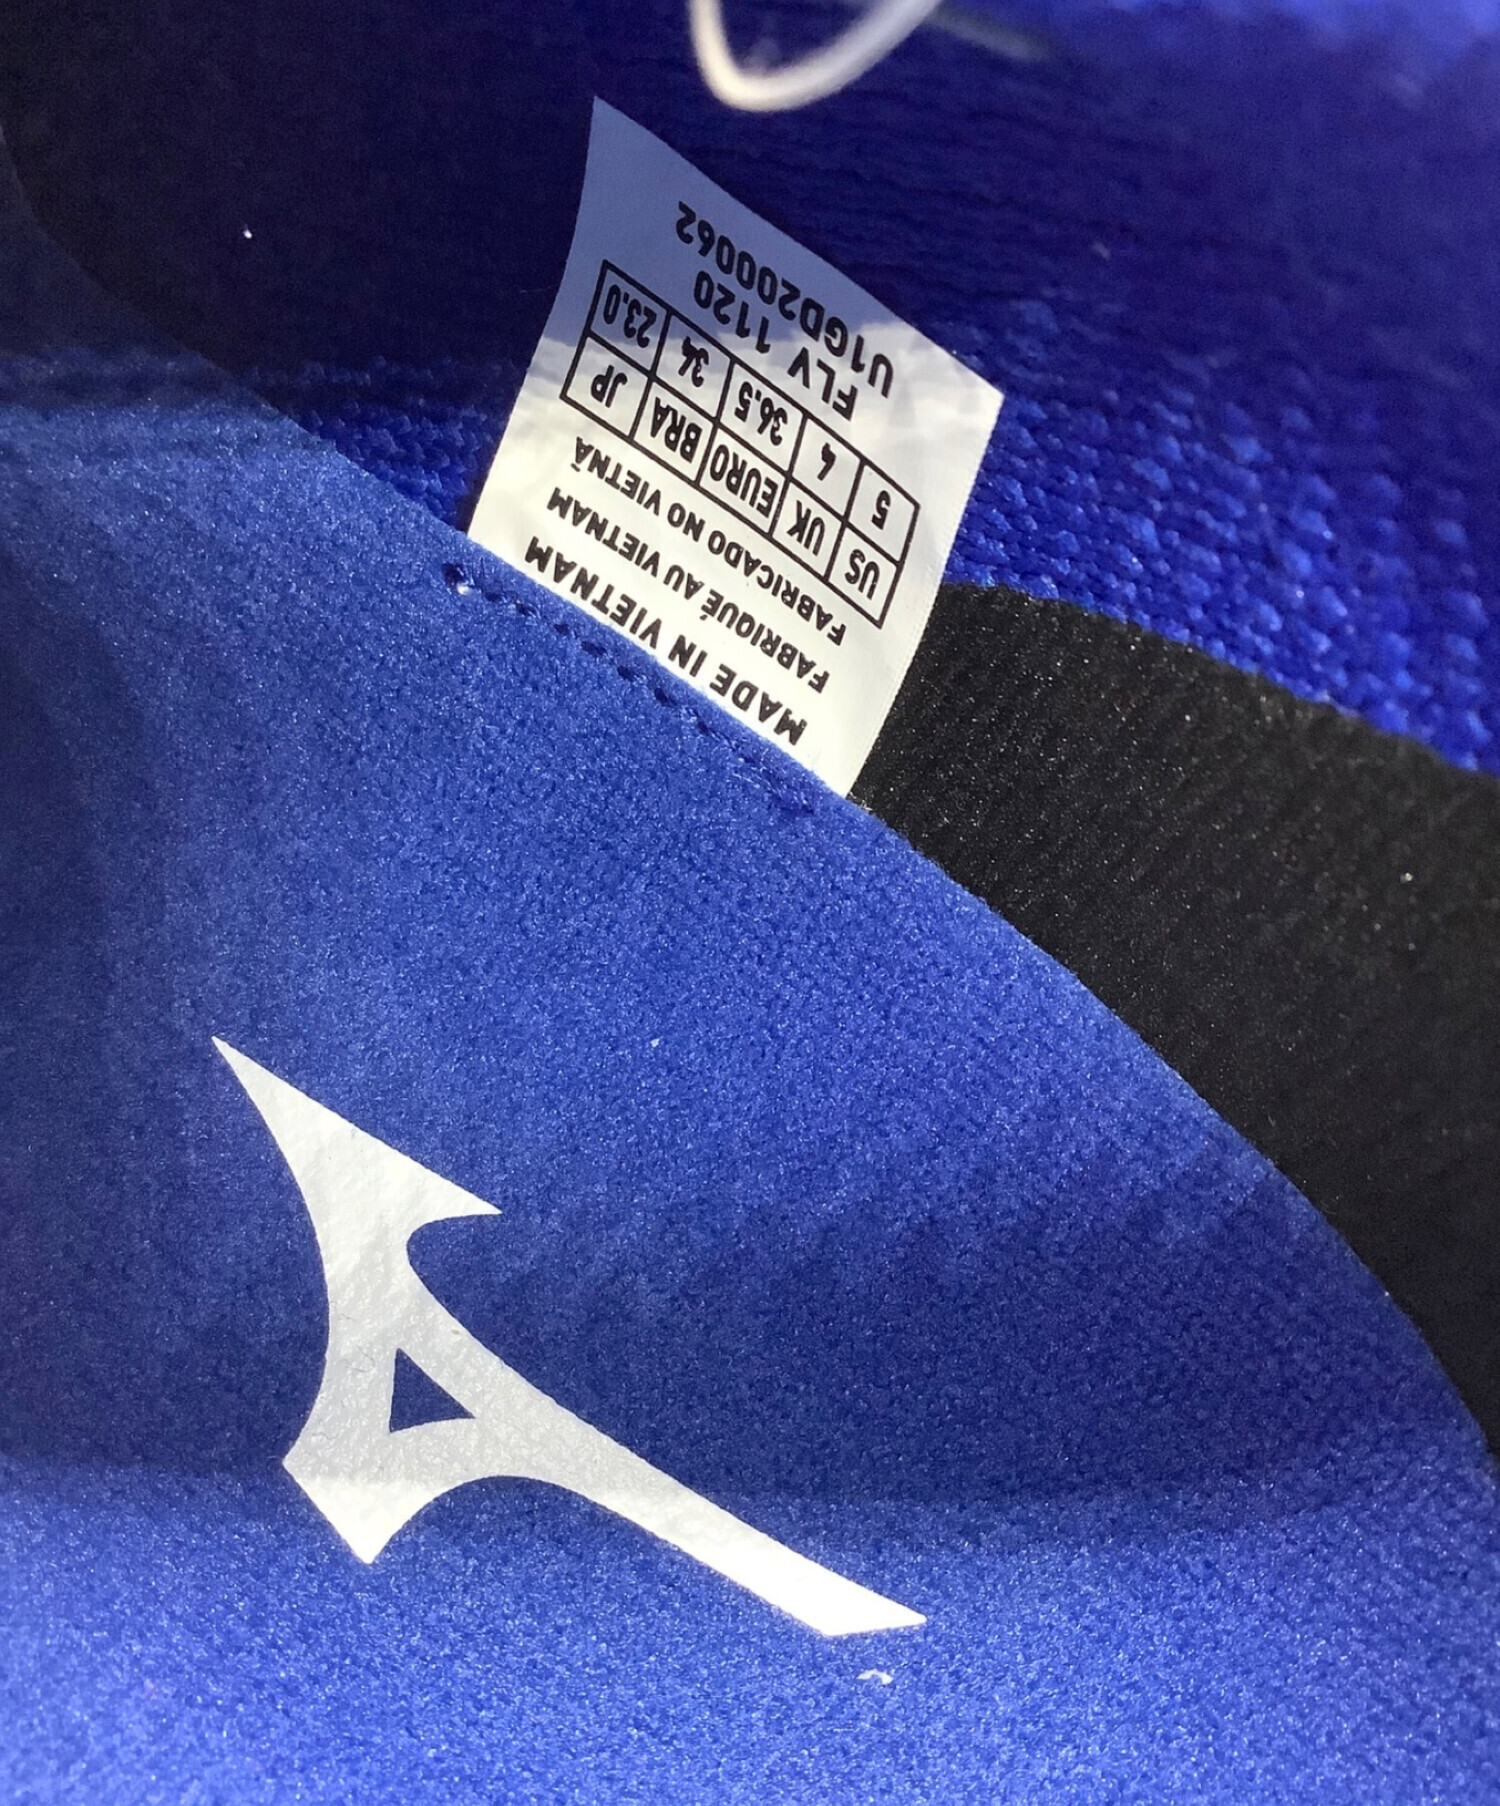 MADE IN VIETNAM
FABRIQUÉ AU VIETNAM
FABRICADO NO VIETNÃ
US UK EURO BRA JP
5 4 36.5 34 23.0
FLV 1120
U1GD200062